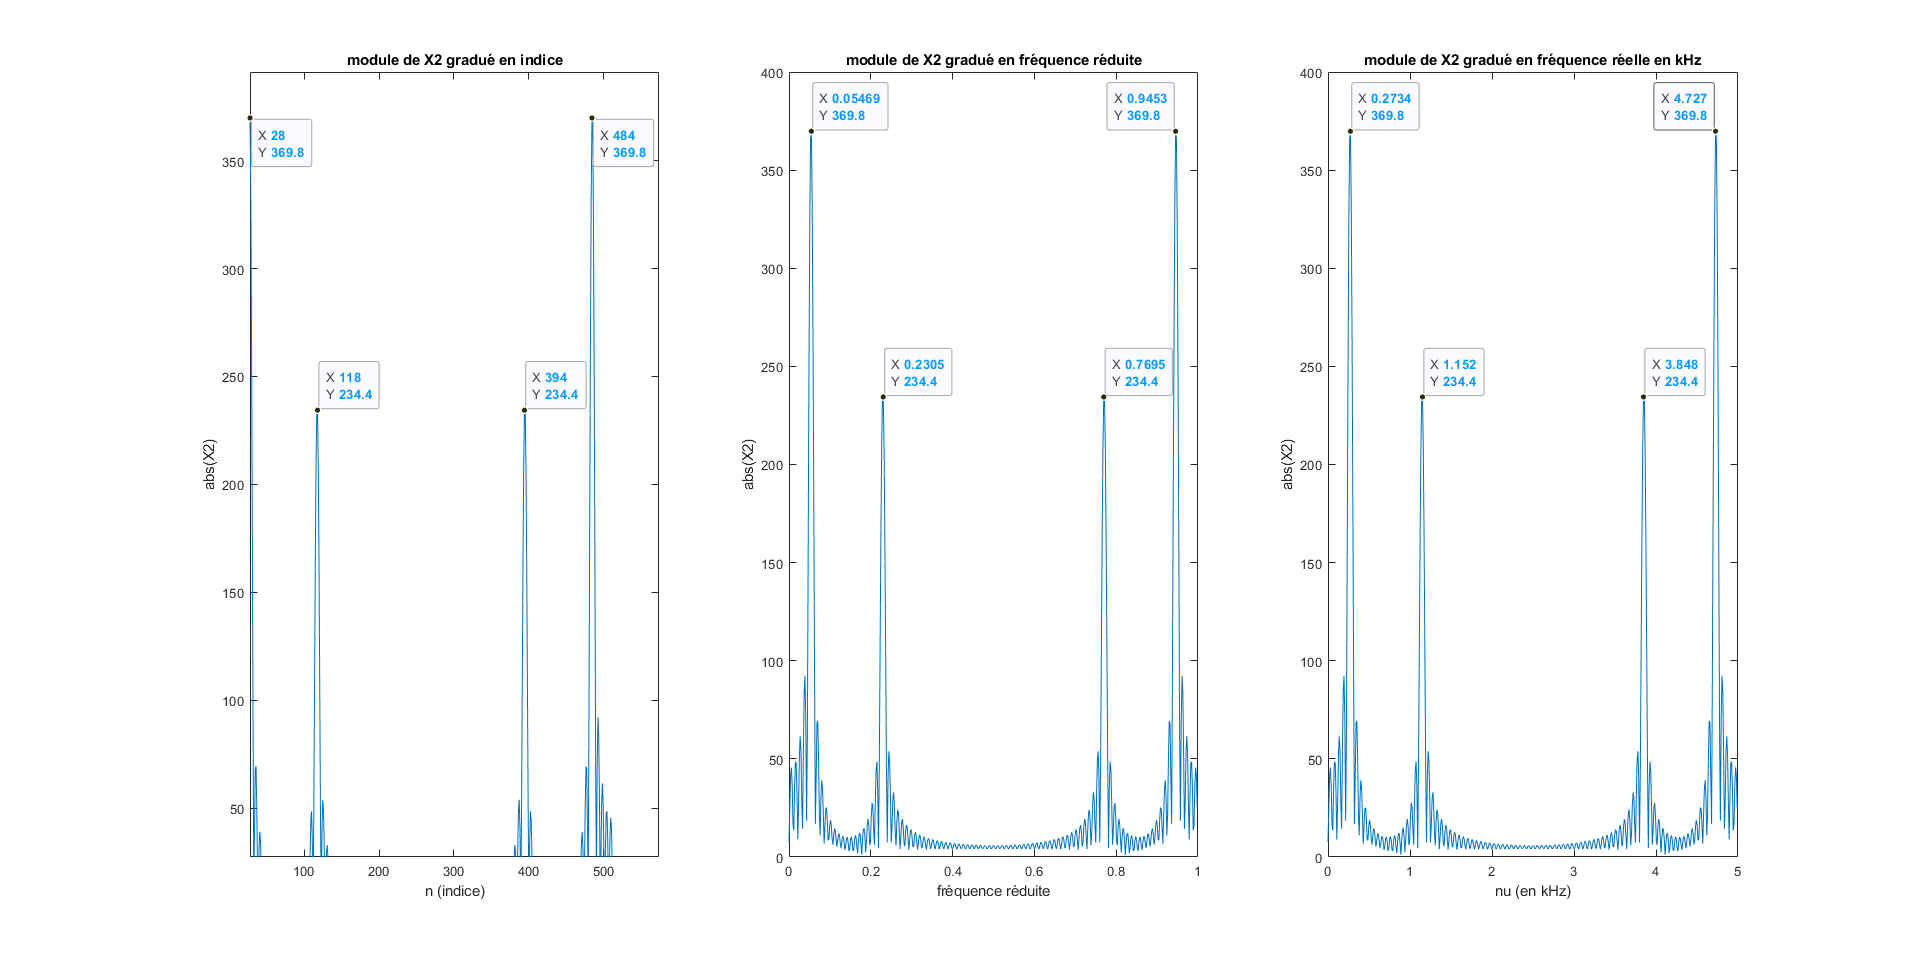 module de X2 gradué en indice
X 28
Y 369.8
X 484
Y 369.8
X 118
Y 234.4
X 394
Y 234.4
350
300
250
200
150
100
50
abs(X2)
100
200
300
400
500
n (indice)
module de X2 gradué en fréquence réduite
X 0.05469
Y 369.8
X 0.9453
Y 369.8
X 0.2305
Y 234.4
X 0.7695
Y 234.4
400
350
300
250
200
150
100
50
0
abs(X2)
0
0.2
0.4
0.6
0.8
1
fréquence réduite
module de X2 gradué en fréquence réelle en kHz
X 0.2734
Y 369.8
X 4.727
Y 369.8
X 1.152
Y 234.4
X 3.848
Y 234.4
400
350
300
250
200
150
100
50
0
abs(X2)
0
1
2
3
4
5
nu (en kHz)